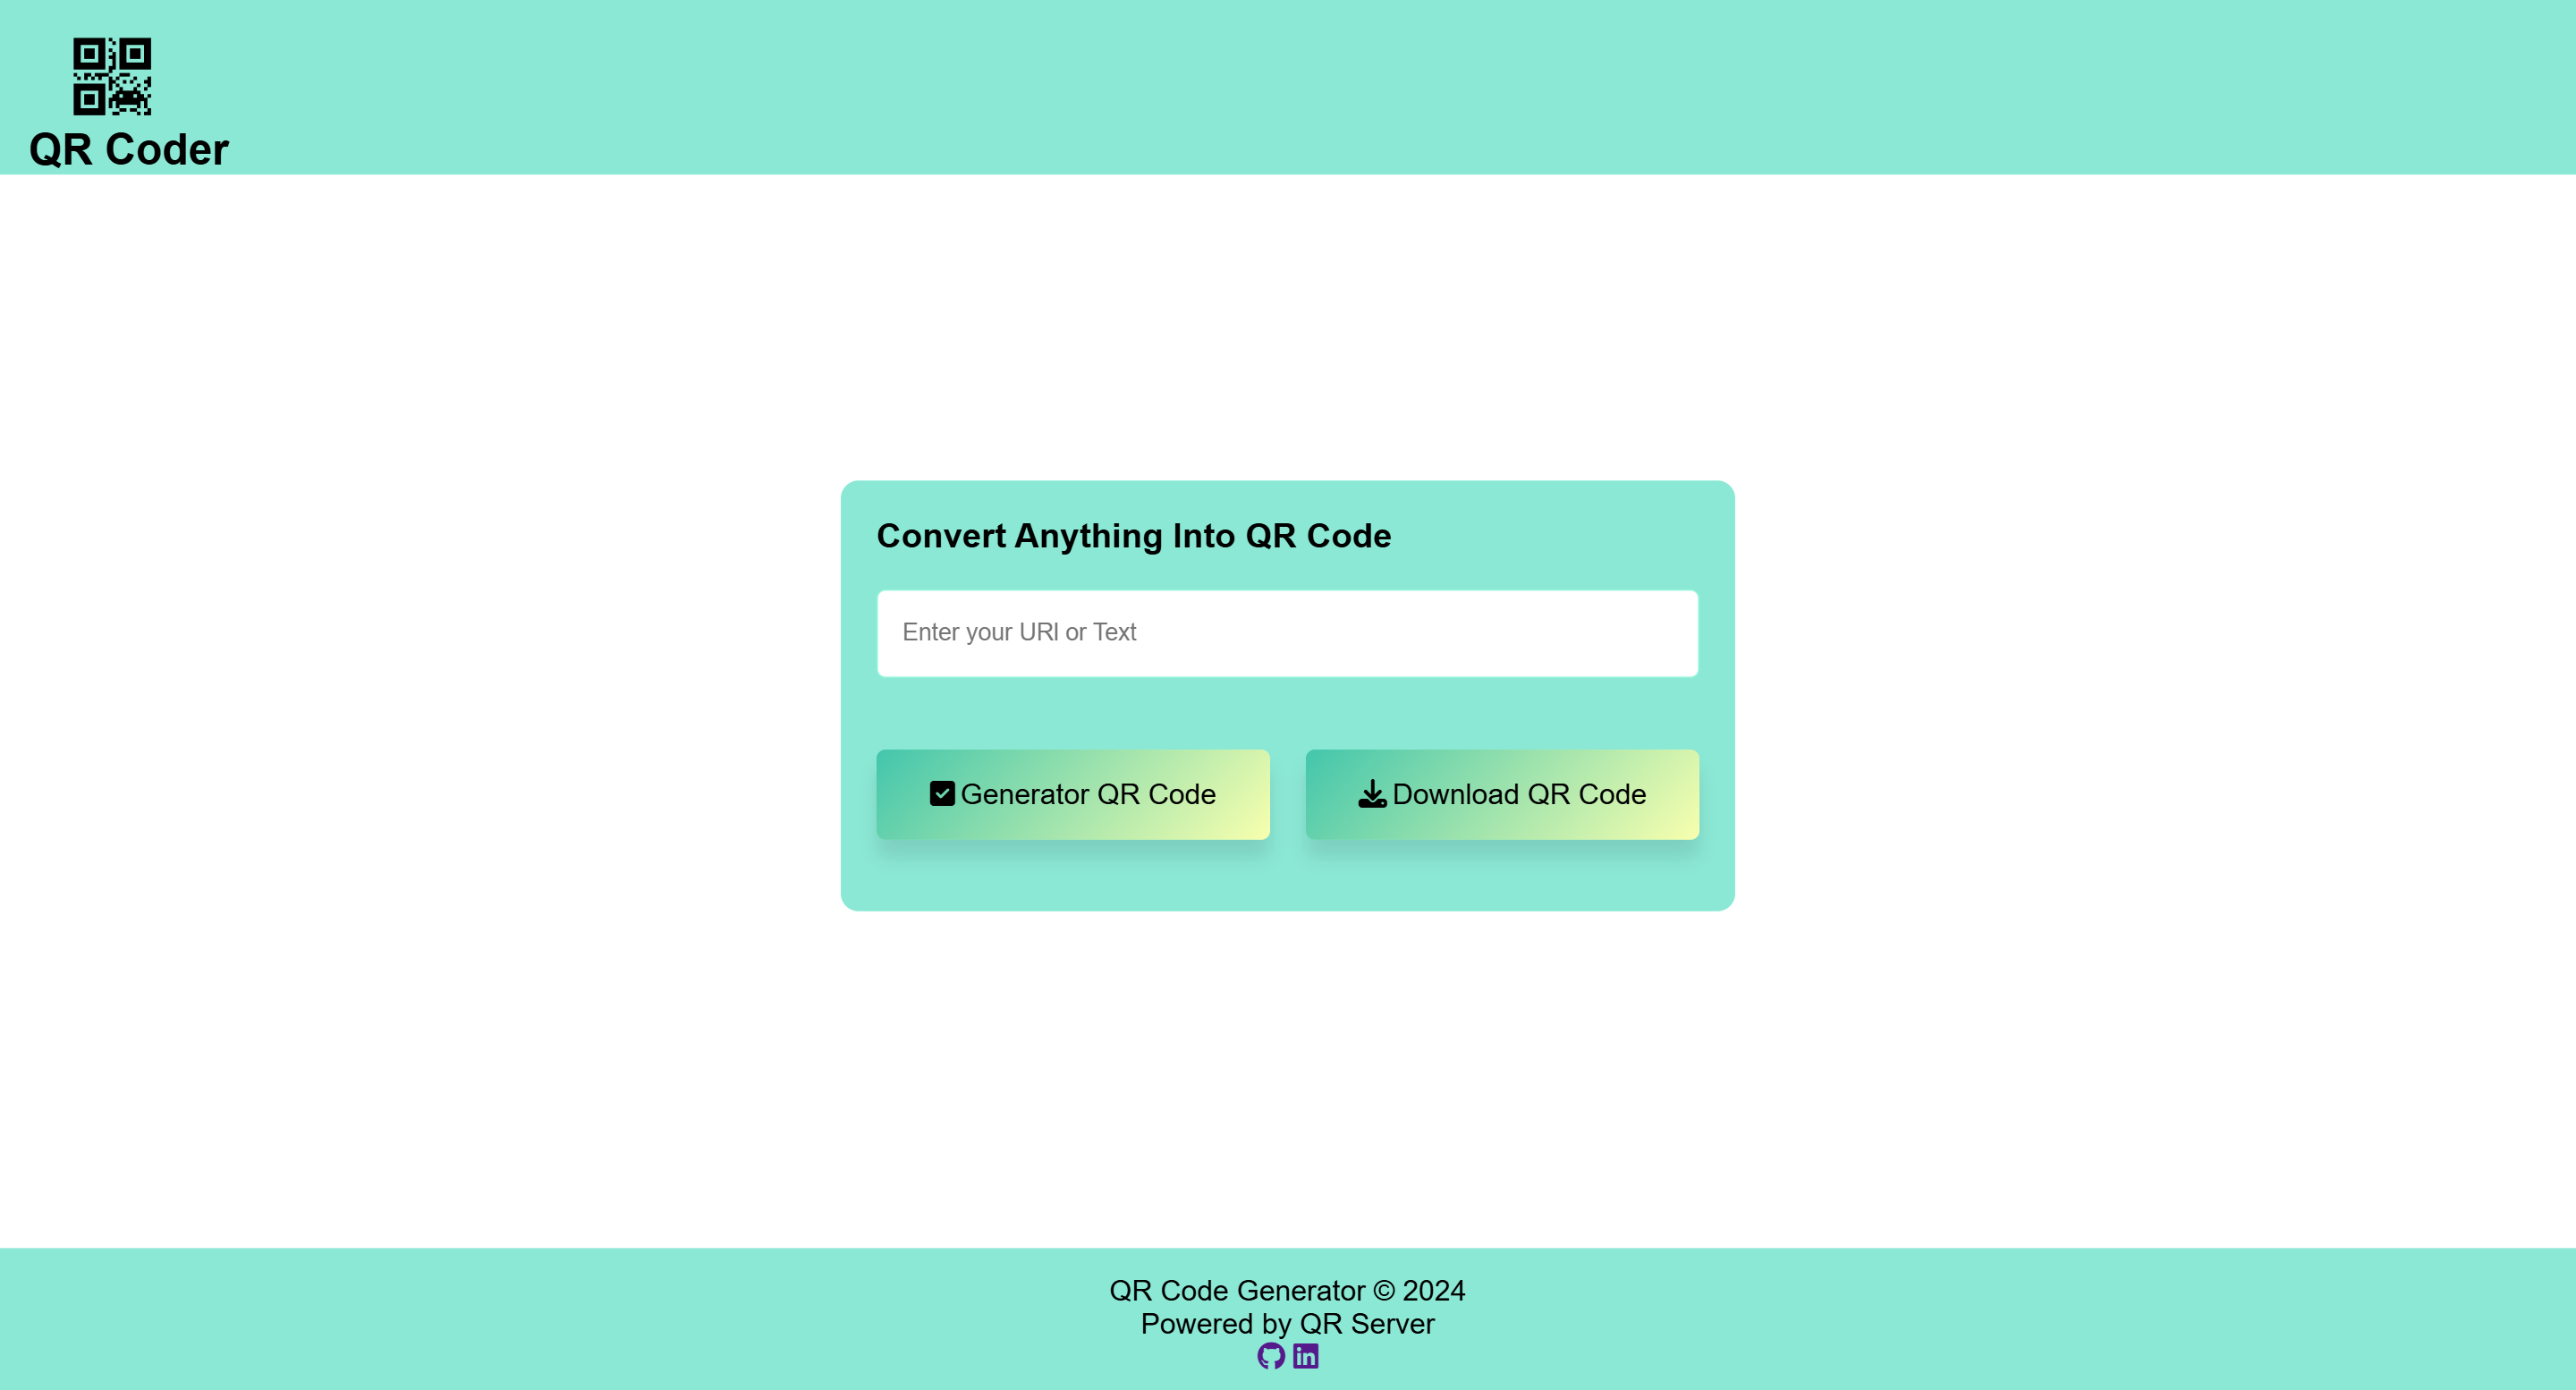 QR Coder
Convert Anything Into QR Code
Enter your URl or Text
Generator QR Code
Download QR Code
QR Code Generator © 2024
Powered by QR Server